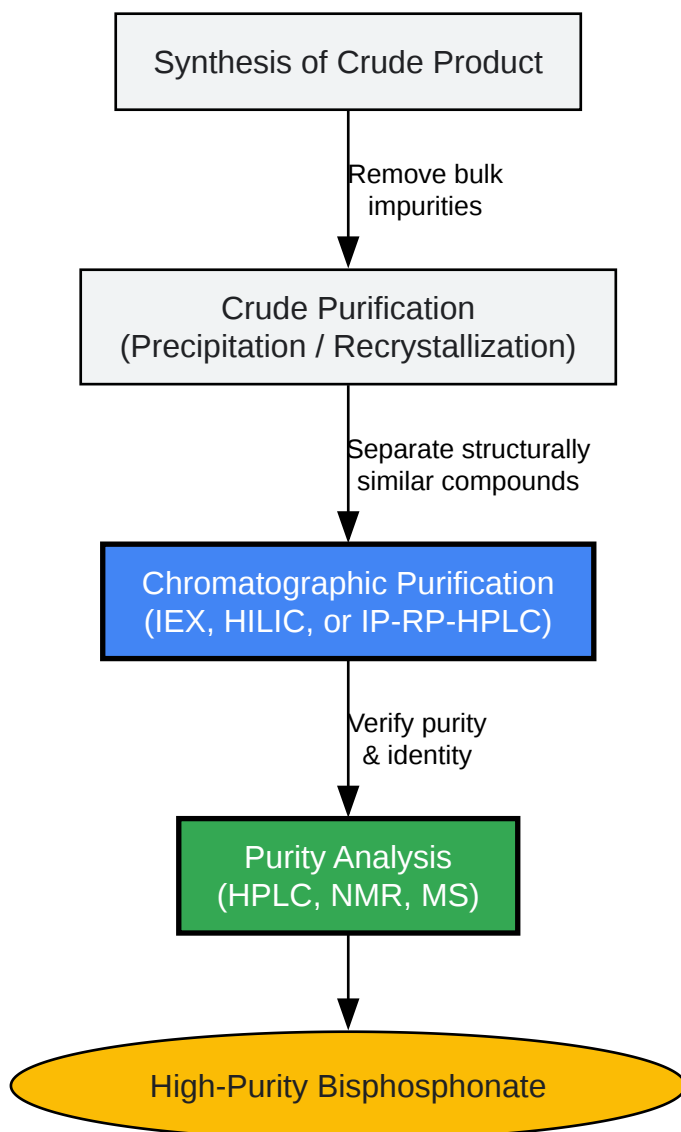 Synthesis of Crude Product
Remove bulk
impurities
Crude Purification
(Precipitation / Recrystallization)
Separate structurally
similar compounds
Chromatographic Purification
(IEX, HILIC, or IP-RP-HPLC)
Verify purity
& identity
Purity Analysis
(HPLC, NMR, MS)
High-Purity Bisphosphonate